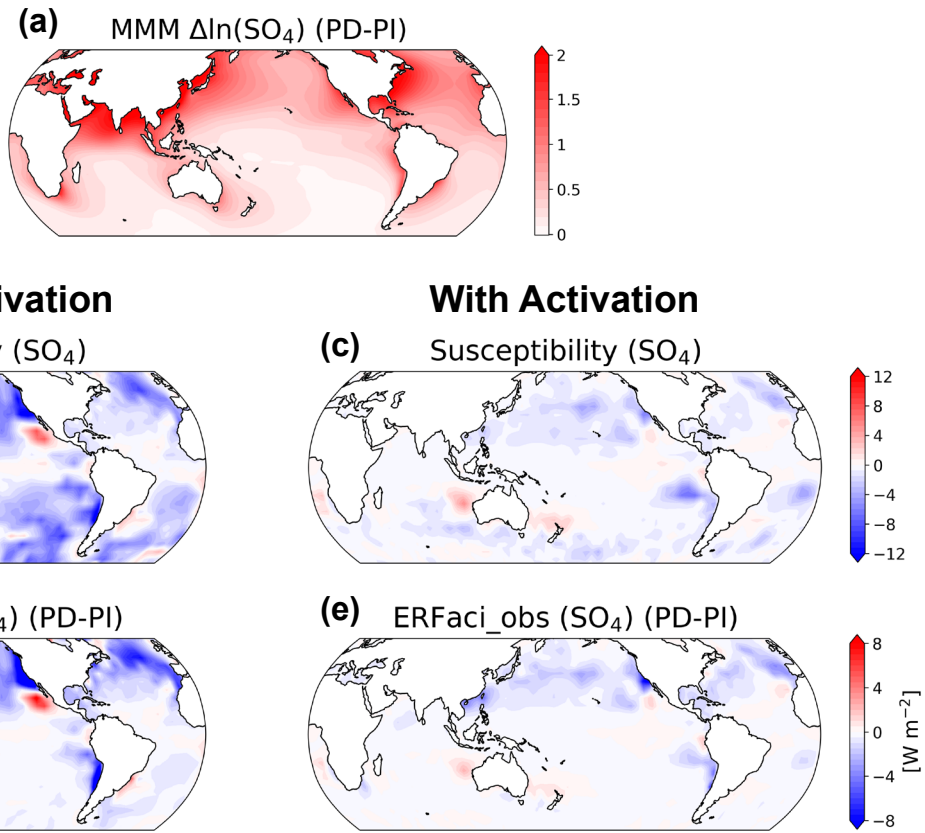 (a)
MMM Δln(SO₄) (PD-PI)
2
1.5
1
0.5
0
ivation
With Activation
(SO₄)
(c)
Susceptibility (SO₄)
12
8
4
0
−4
−8
−12
₄) (PD-PI)
(e)
ERFaci_obs (SO₄) (PD-PI)
8
4
0
−4
−8
[W m⁻²]